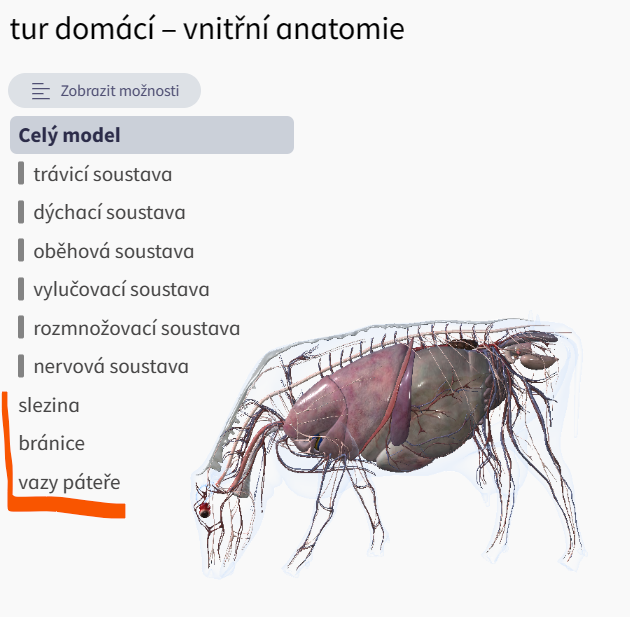 tur domácí – vnitřní anatomie
Zobrazit možnosti
Celý model
trávicí soustava
dýchací soustava
oběhová soustava
vylučovací soustava
rozmnožovací soustava
nervová soustava
slezina
bránice
vazy páteře